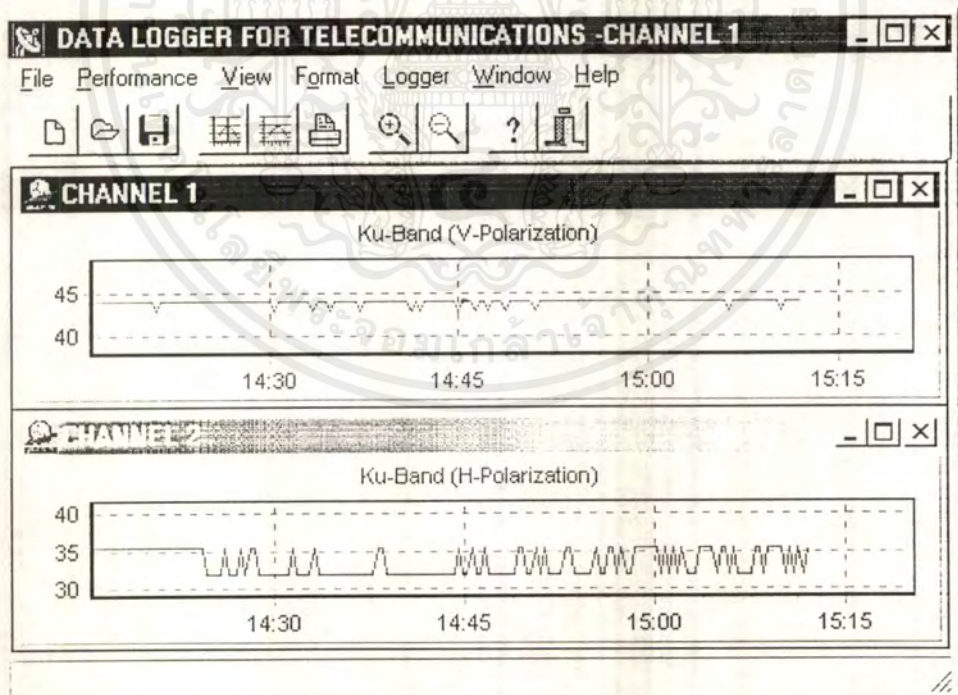 DATA LOGGER FOR TELECOMMUNICATIONS -CHANNEL 1
File Performance View Format Logger Window Help
?
CHANNEL 1
Ku-Band (V-Polarization)
45
40
14:30 14:45 15:00 15:15
CHANNEL 2
Ku-Band (H-Polarization)
40
35
30
14:30 14:45 15:00 15:15